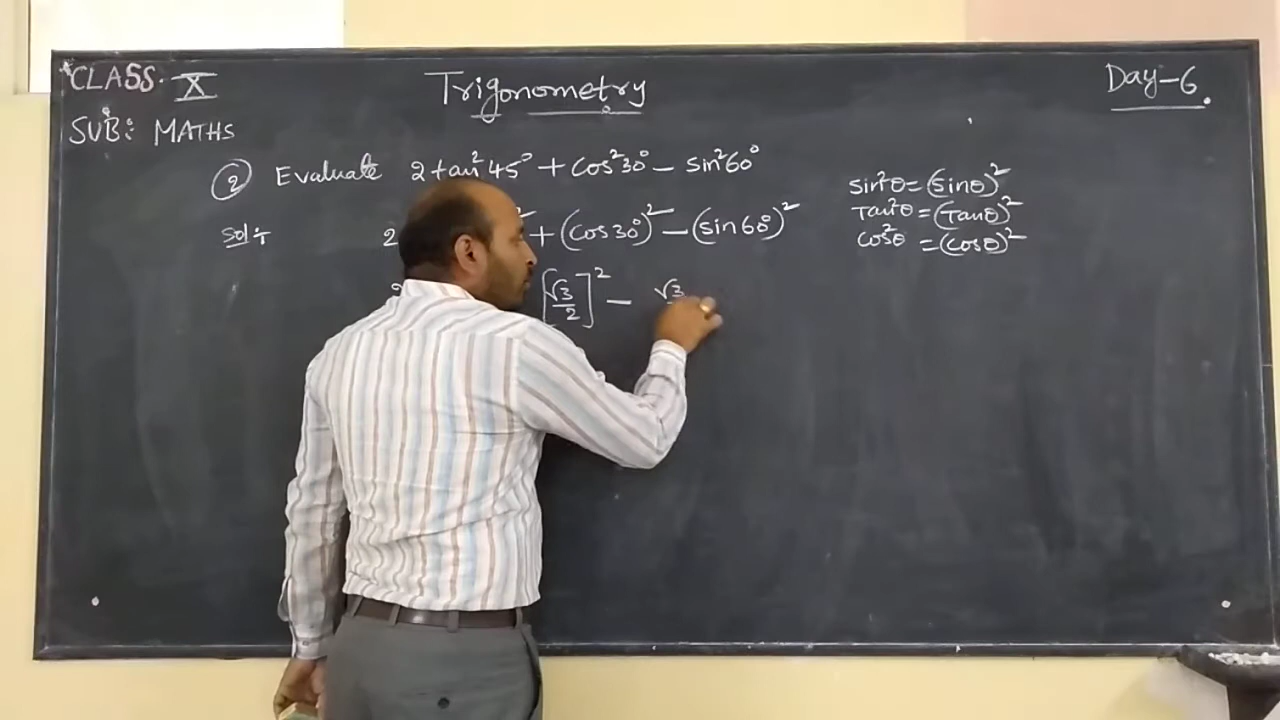 CLASS: X
Trigonometry
Day-6
SUB: MATHS
② Evaluate 2tan²45° + cos²30° - sin²60°
sin²θ = (sinθ)²
Tan²θ = (Tanθ)²
cos²θ = (cosθ)²
Sol:- 2 ² + (cos30°)² - (sin60°)²
[√3/2]² - √3